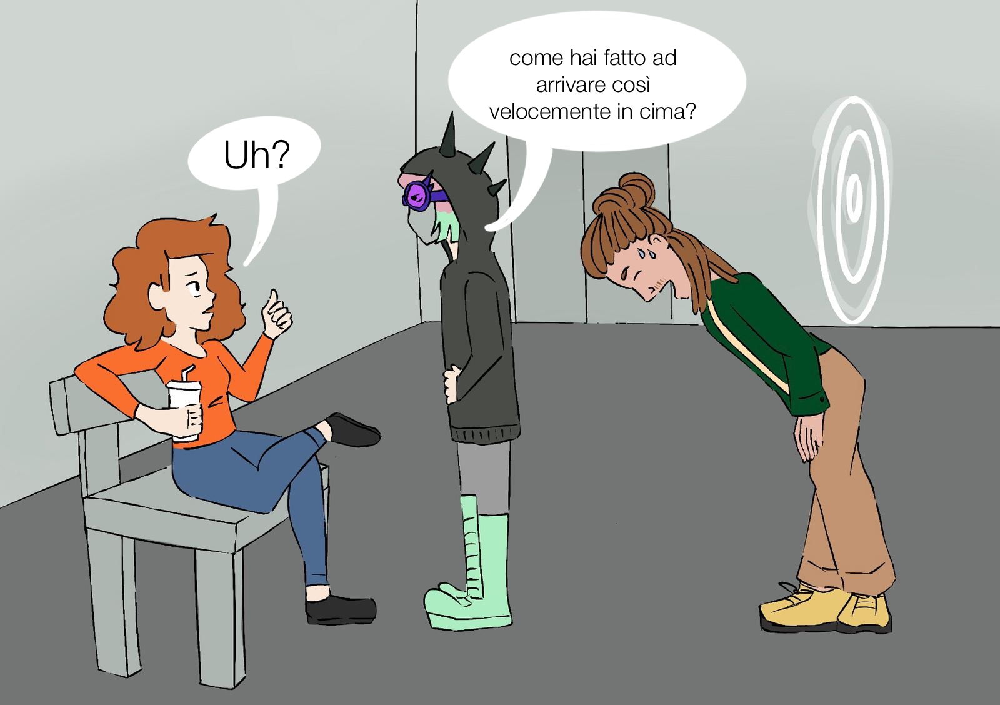 Uh?
come hai fatto ad
arrivare così
velocemente in cima?